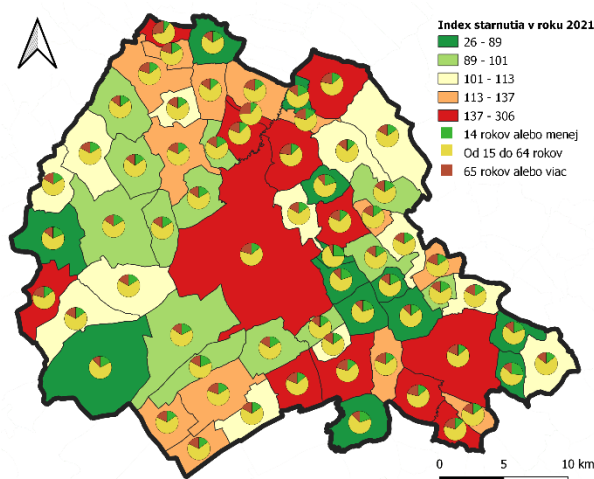 Index starnutia v roku 2021
26 - 89
89 - 101
101 - 113
113 - 137
137 - 306
14 rokov alebo menej
Od 15 do 64 rokov
65 rokov alebo viac
0 5 10 km